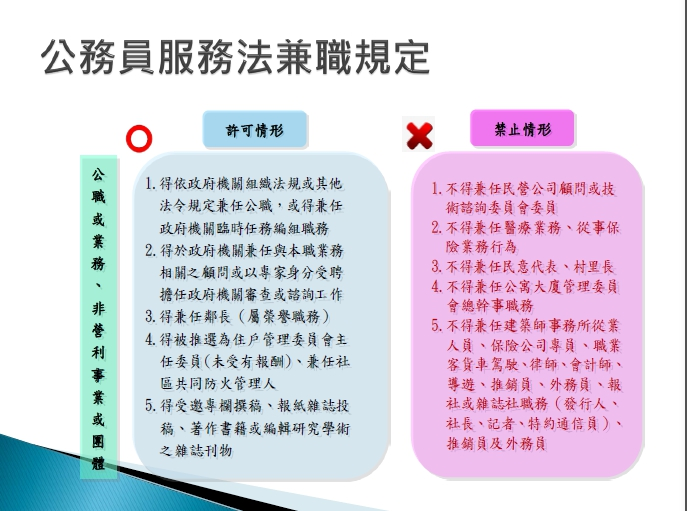 公務員服務法兼職規定
許可情形
禁止情形
公職或業務、非營利事業或團體
1.得依政府機關組織法規或其他
法令規定兼任公職，或得兼任
政府機關臨時任務編組職務
2.得於政府機關兼任與本職業務
相關之顧問或以專家身分受聘
擔任政府機關審查或諮詢工作
3.得兼任鄰長（屬榮譽職務）
4.得被推選為住戶管理委員會主
任委員(未受有報酬)、兼任社
區共同防火管理人
5.得受邀專欄撰稿、報紙雜誌投
稿、著作書籍或編輯研究學術
之雜誌刊物
1.不得兼任民營公司顧問或技
術諮詢委員會委員
2.不得兼任醫療業務、從事保
險業務行為
3.不得兼任民意代表、村里長
4.不得兼任公寓大廈管理委員
會總幹事職務
5.不得兼任建築師事務所從業
人員、保險公司專員、職業
客貨車駕駛、律師、會計師、
導遊、推銷員、外務員、報
社或雜誌社職務（發行人、
社長、記者、特約通信員）、
推銷員及外務員